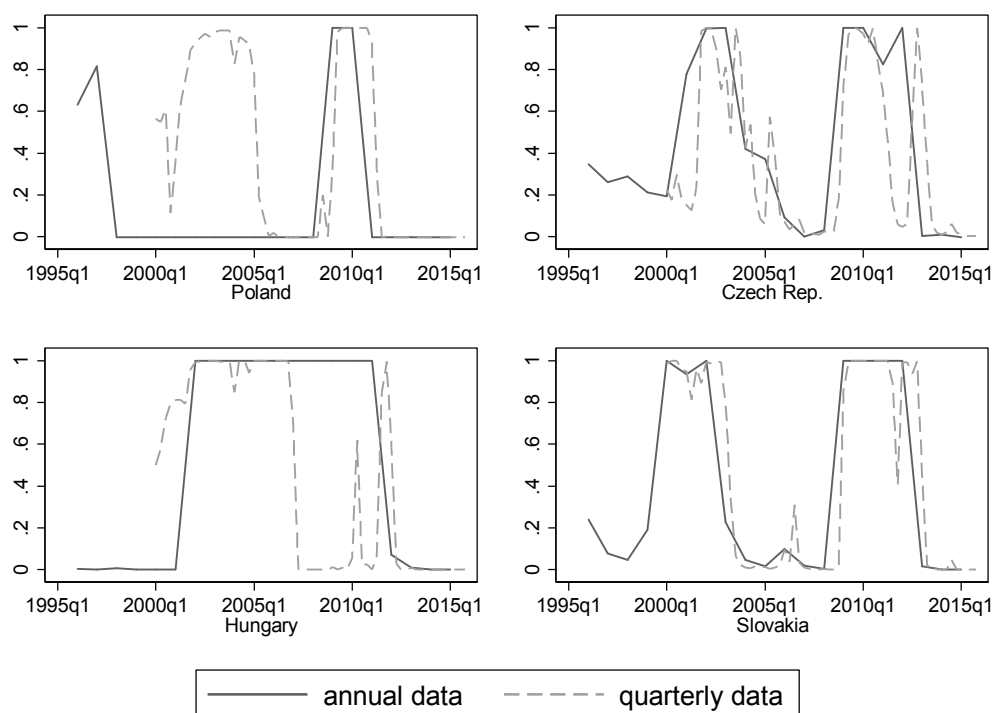 0 .2 .4 .6 .8 1
1995q1 2000q1 2005q1 2010q1 2015q1
Poland
0 .2 .4 .6 .8 1
1995q1 2000q1 2005q1 2010q1 2015q1
Czech Rep.
0 .2 .4 .6 .8 1
1995q1 2000q1 2005q1 2010q1 2015q1
Hungary
0 .2 .4 .6 .8 1
1995q1 2000q1 2005q1 2010q1 2015q1
Slovakia
annual data quarterly data